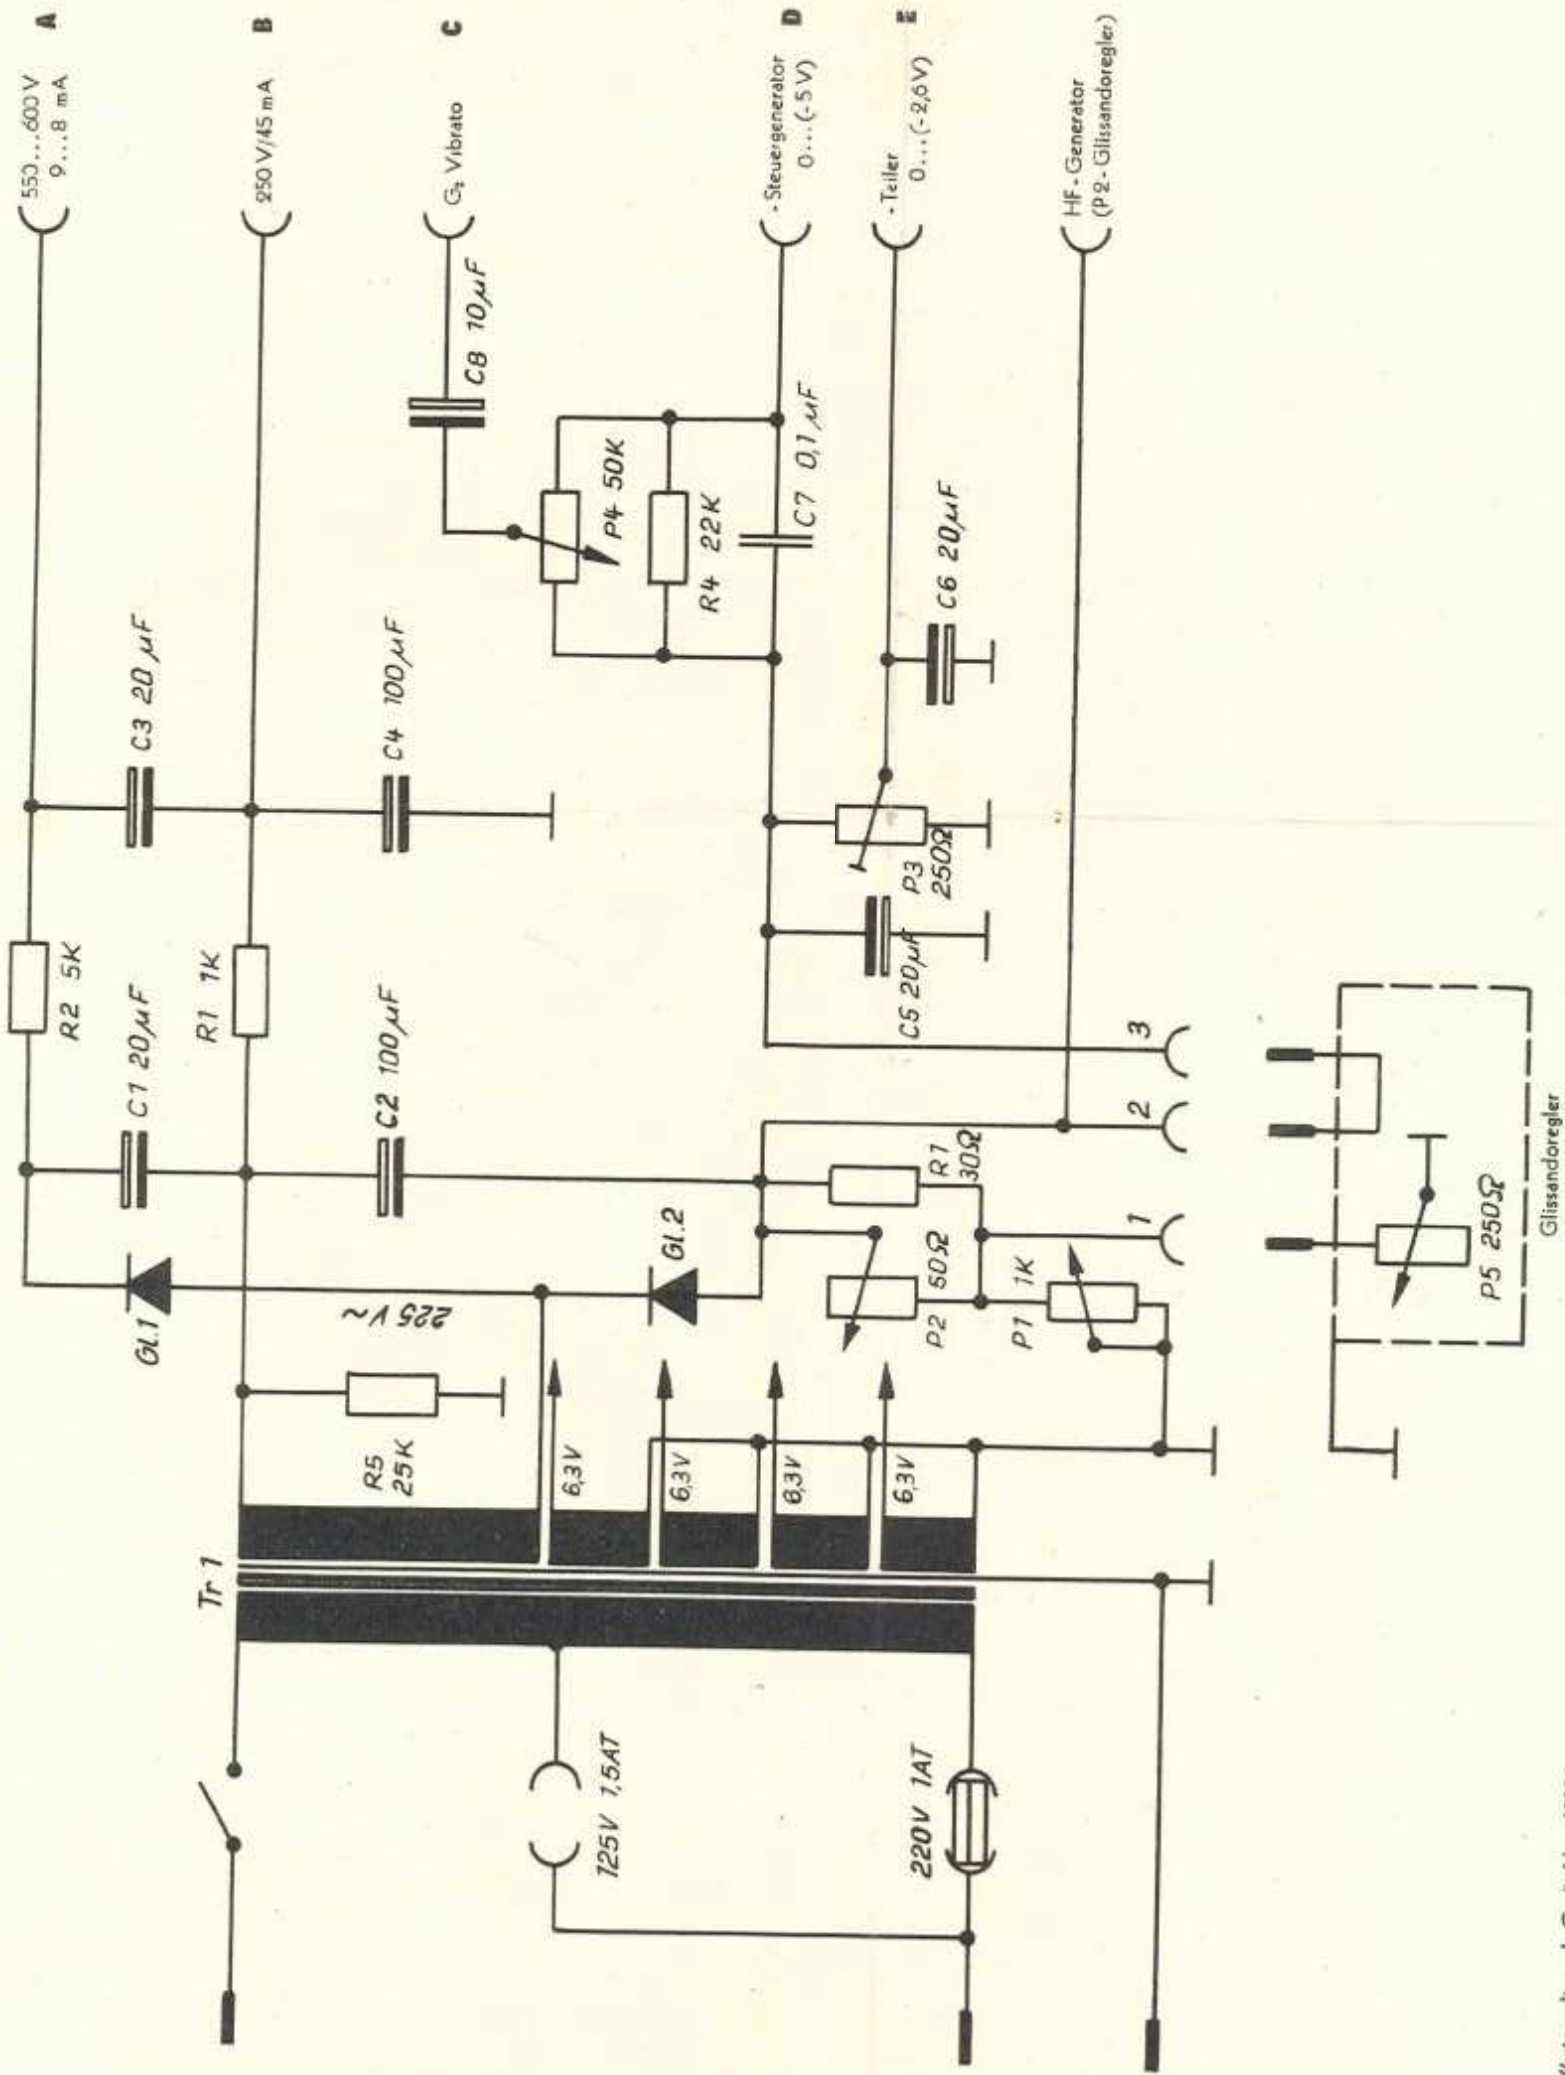 A
550...600 V
9...8 mA
B
250 V/45 mA
C
G₂ Vibrato
D
- Steuergenerator
0...(-5 V)
E
- Teiler
0...(-2,6V)
HF - Generator
(P2-Glissandoregler)
C8 10µF
P4 50K
R4 22K
C7 0,1µF
C6 20µF
C3 20µF
C4 100µF
P3
250Ω
C5 20µF
R2 5K
R1 1K
C1 20µF
C2 100µF
3
2
1
R1
30Ω
Gl.1
Gl.2
225 V~
P2 50Ω
P1 1K
R5
25K
6,3V
6,3V
6,3V
6,3V
Tr 1
125V 1,5AT
220V 1AT
P5 250Ω
Glissandoregler